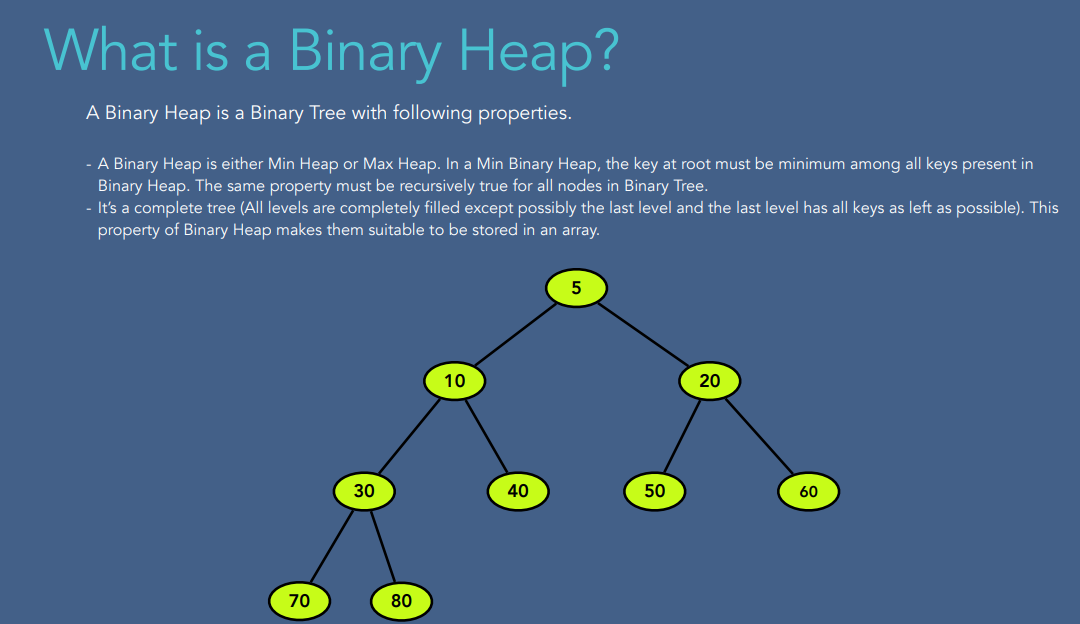 What is a Binary Heap?
A Binary Heap is a Binary Tree with following properties.
- A Binary Heap is either Min Heap or Max Heap. In a Min Binary Heap, the key at root must be minimum among all keys present in
Binary Heap. The same property must be recursively true for all nodes in Binary Tree.
- It's a complete tree (All levels are completely filled except possibly the last level and the last level has all keys as left as possible). This
property of Binary Heap makes them suitable to be stored in an array.
5
10 20
30 40 50 60
70 80